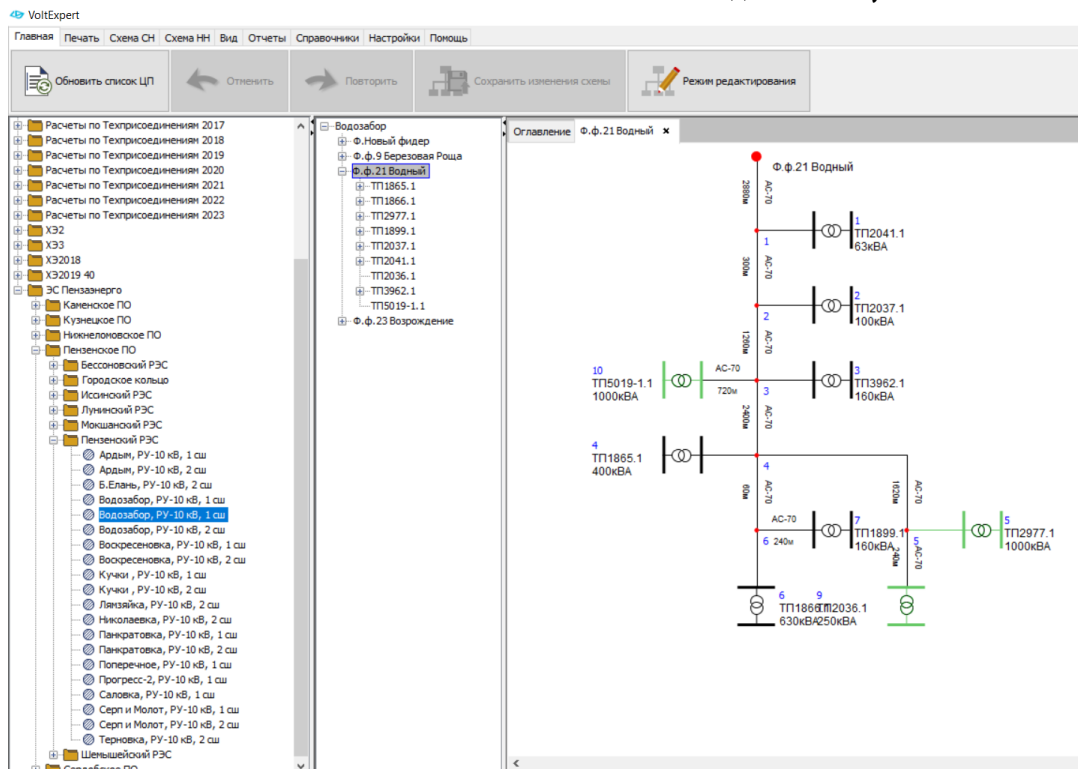 VoltExpert
Главная Печать Схема СН Схема НН Вид Отчеты Справочники Настройки Помощь
Обновить список ЦП
Отменить
Повторить
Сохранить изменения схемы
Режим редактирования
Расчеты по Техприсоединениям 2017
Расчеты по Техприсоединениям 2018
Расчеты по Техприсоединениям 2019
Расчеты по Техприсоединениям 2020
Расчеты по Техприсоединениям 2021
Расчеты по Техприсоединениям 2022
Расчеты по Техприсоединениям 2023
ХЭ2
ХЭ3
ХЭ2018
ХЭ2019 40
ЭС Пензаэнерго
Каменское ПО
Кузнецкое ПО
Нижнеломовское ПО
Пензенское ПО
Бессоновский РЭС
Городское кольцо
Иссинский РЭС
Лунинский РЭС
Мокшанский РЭС
Пензенский РЭС
Ардым, РУ-10 кВ, 1 сш
Ардым, РУ-10 кВ, 2 сш
Б.Елань, РУ-10 кВ, 2 сш
Водозабор, РУ-10 кВ, 1 сш
Водозабор, РУ-10 кВ, 1 сш
Водозабор, РУ-10 кВ, 2 сш
Воскресеновка, РУ-10 кВ, 1 сш
Воскресеновка, РУ-10 кВ, 2 сш
Кучки , РУ-10 кВ, 1 сш
Кучки , РУ-10 кВ, 2 сш
Лямзяйка, РУ-10 кВ, 2 сш
Николаевка, РУ-10 кВ, 2 сш
Панкратовка, РУ-10 кВ, 1 сш
Панкратовка, РУ-10 кВ, 2 сш
Поперечное, РУ-10 кВ, 1 сш
Прогресс-2, РУ-10 кВ, 1 сш
Саловка, РУ-10 кВ, 1 сш
Серп и Молот, РУ-10 кВ, 1 сш
Серп и Молот, РУ-10 кВ, 2 сш
Терновка, РУ-10 кВ, 2 сш
Шемышейский РЭС
Водозабор
Ф.Новый фидер
Ф.ф.9 Березовая Роща
Ф.ф.21 Водный
ТП1865.1
ТП1866.1
ТП2977.1
ТП1899.1
ТП2037.1
ТП2041.1
ТП2036.1
ТП3962.1
ТП5019-1.1
Ф.ф.23 Возрождение
Оглавление Ф.ф.21 Водный ×
Ф.ф.21 Водный
2880м АС-70
1
ТП2041.1
63кВА
1
300м АС-70
2
ТП2037.1
100кВА
2
1260м АС-70
10
ТП5019-1.1
1000кВА
АС-70
720м
3
ТП3962.1
160кВА
3
2400м АС-70
4
ТП1865.1
400кВА
4
60м АС-70
1620м АС-70
АС-70
6 240м
7
ТП1899.1
160кВА
5
240м АС-70
5
ТП2977.1
1000кВА
6
ТП1866.1
630кВА
9
ТП2036.1
250кВА